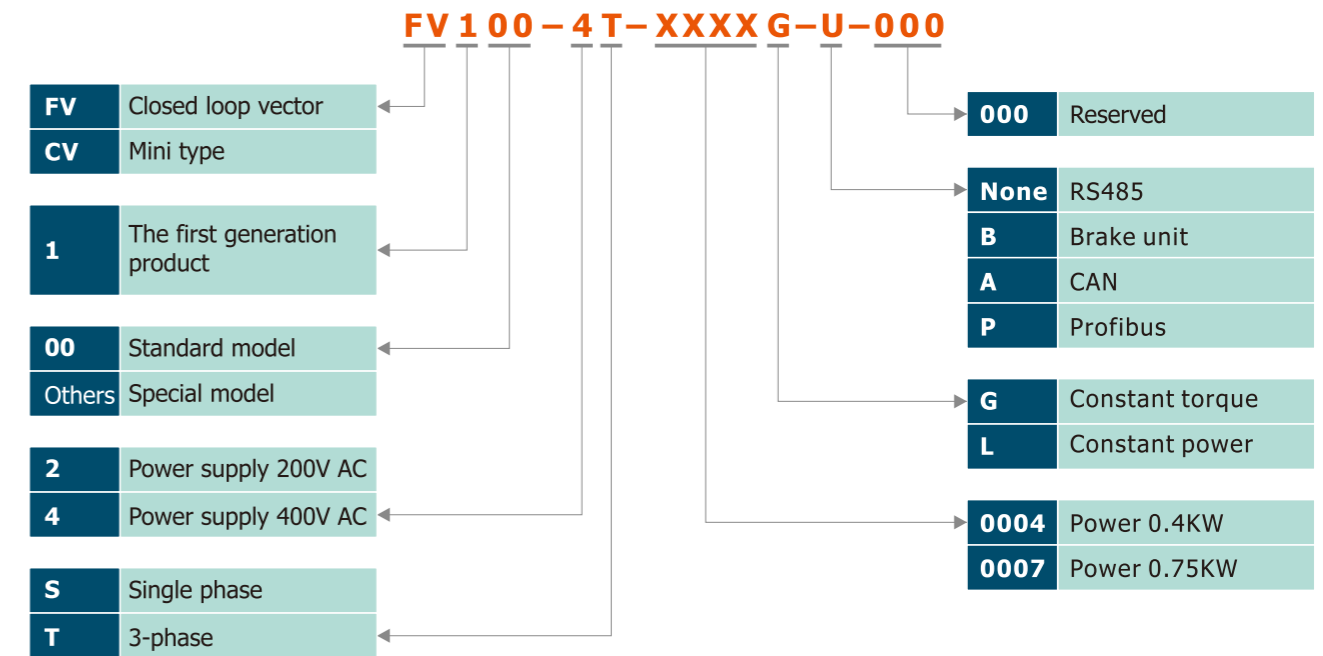 FV100–4T–XXXXG–U–000
FV Closed loop vector
CV Mini type
1 The first generation
product
00 Standard model
Others Special model
2 Power supply 200V AC
4 Power supply 400V AC
S Single phase
T 3-phase
000 Reserved
None RS485
B Brake unit
A CAN
P Profibus
G Constant torque
L Constant power
0004 Power 0.4KW
0007 Power 0.75KW